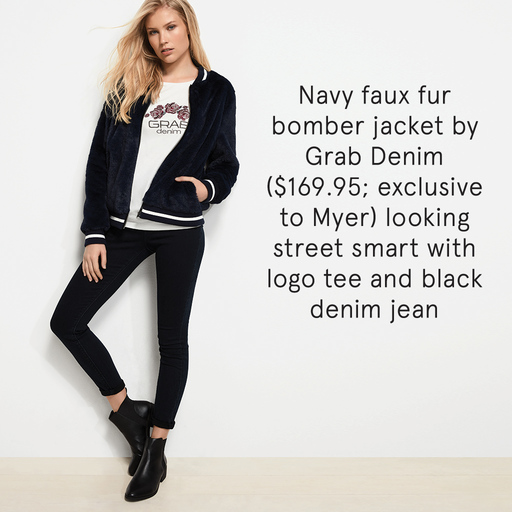 GRAB
denim
Navy faux fur
bomber jacket by
Grab Denim
($169.95; exclusive
to Myer) looking
street smart with
logo tee and black
denim jean